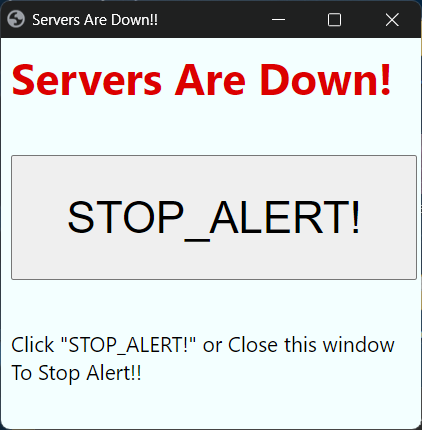 Servers Are Down!!
Servers Are Down!
STOP_ALERT!
Click "STOP_ALERT!" or Close this window
To Stop Alert!!